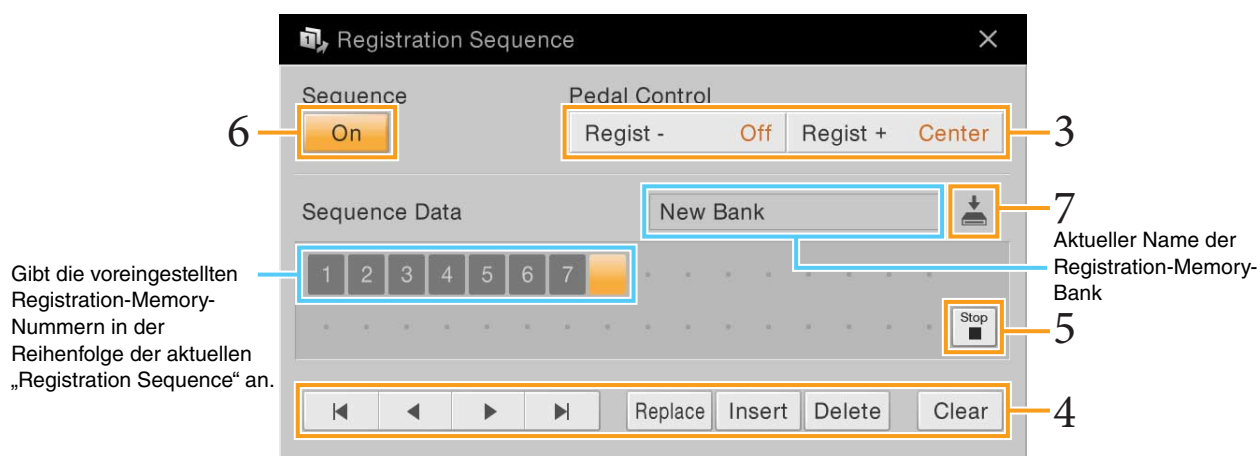 Registration Sequence
Sequence
Pedal Control
6
On
Regist - Off Regist + Center
3
Sequence Data
New Bank
7
Aktueller Name der
Registration-Memory-
Bank
Gibt die voreingestellten
Registration-Memory-
Nummern in der
Reihenfolge der aktuellen
„Registration Sequence“ an.
1 2 3 4 5 6 7
Stop
5
Replace Insert Delete Clear
4